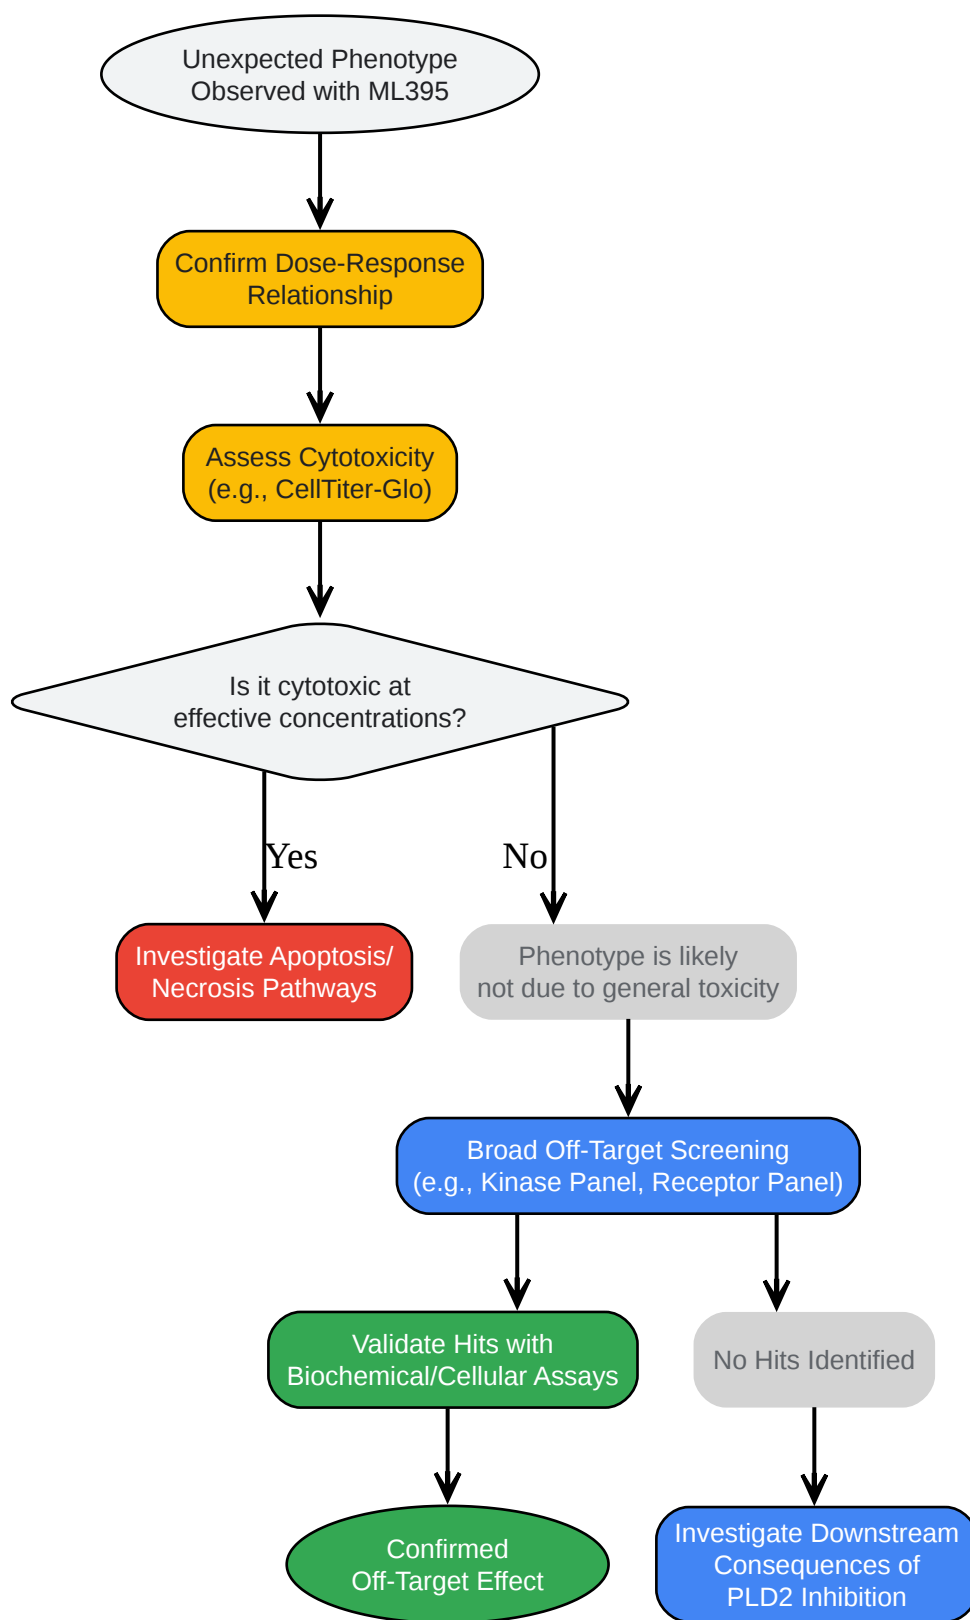 Unexpected Phenotype
Observed with ML395
Confirm Dose-Response
Relationship
Assess Cytotoxicity
(e.g., CellTiter-Glo)
Is it cytotoxic at
effective concentrations?
Yes
No
Investigate Apoptosis/
Necrosis Pathways
Phenotype is likely
not due to general toxicity
Broad Off-Target Screening
(e.g., Kinase Panel, Receptor Panel)
Validate Hits with
Biochemical/Cellular Assays
No Hits Identified
Confirmed
Off-Target Effect
Investigate Downstream
Consequences of
PLD2 Inhibition